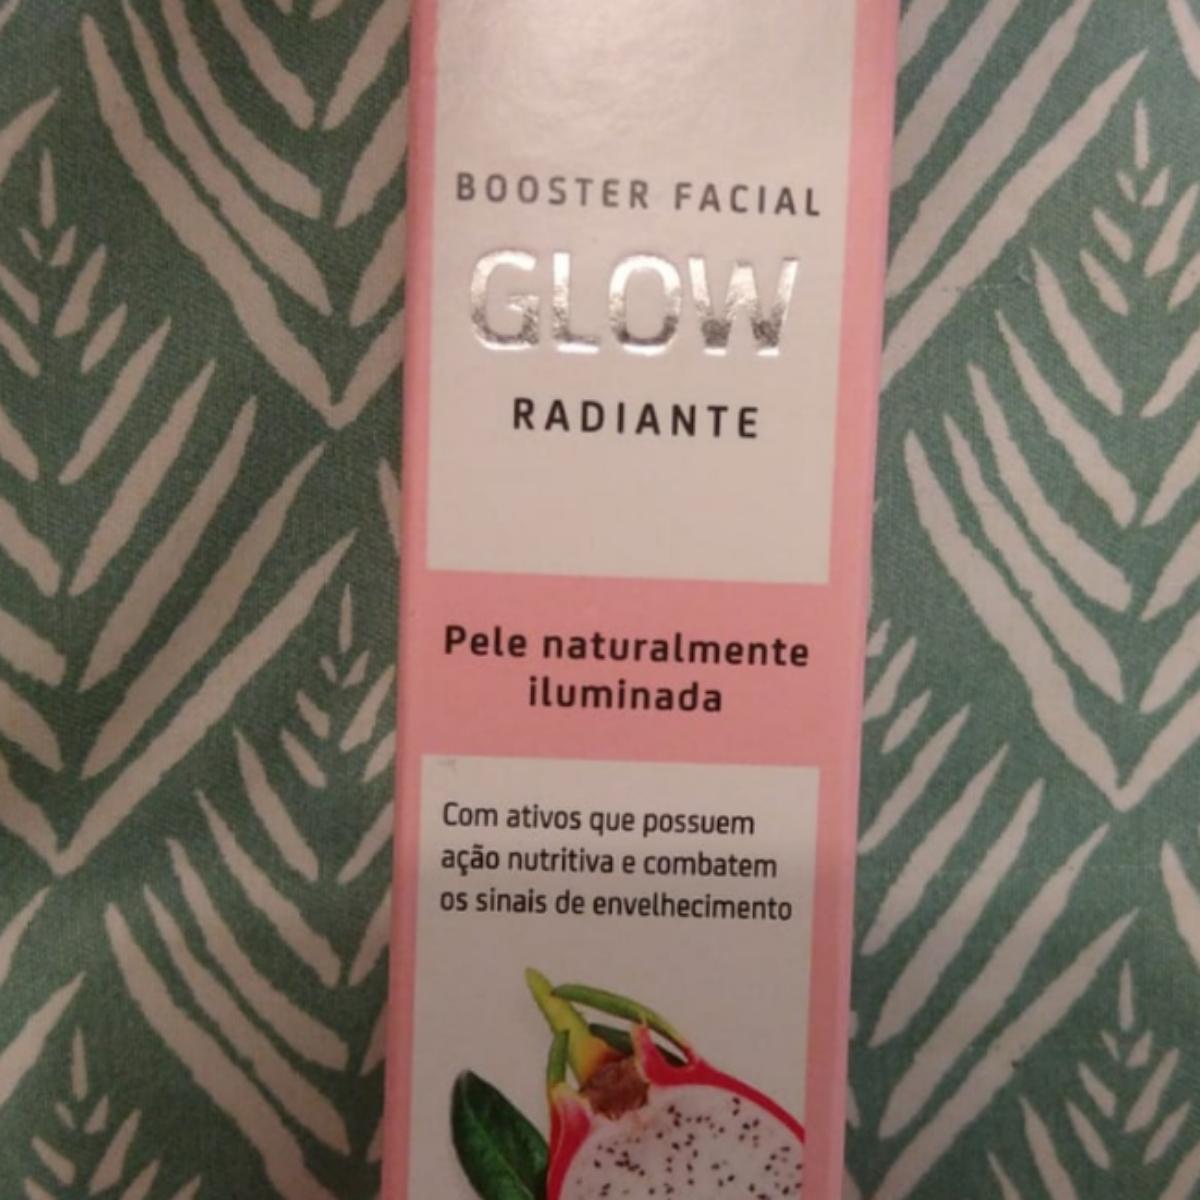 BOOSTER FACIAL
GLOW
RADIANTE
Pele naturalmente
iluminada
Com ativos que possuem
ação nutritiva e combatem
os sinais de envelhecimento